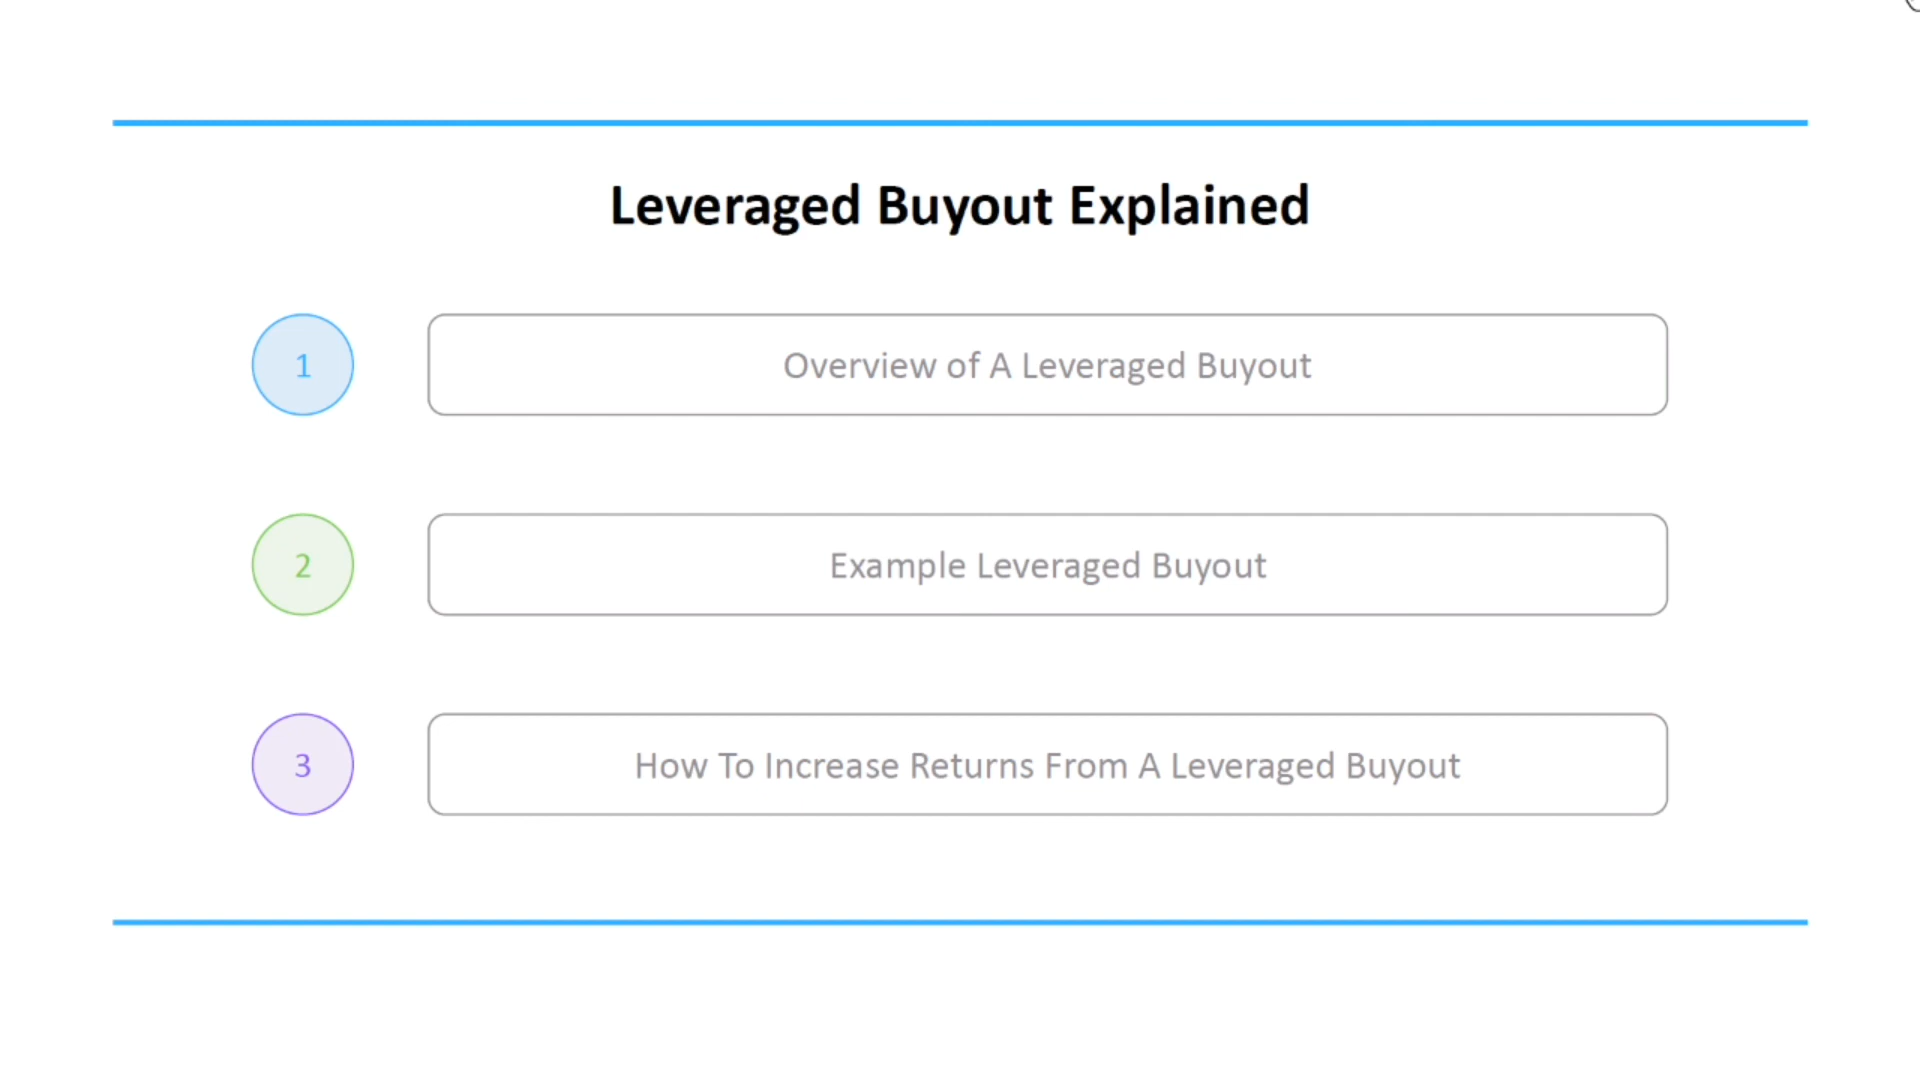 Leveraged Buyout Explained
1
Overview of A Leveraged Buyout
2
Example Leveraged Buyout
3
How To Increase Returns From A Leveraged Buyout